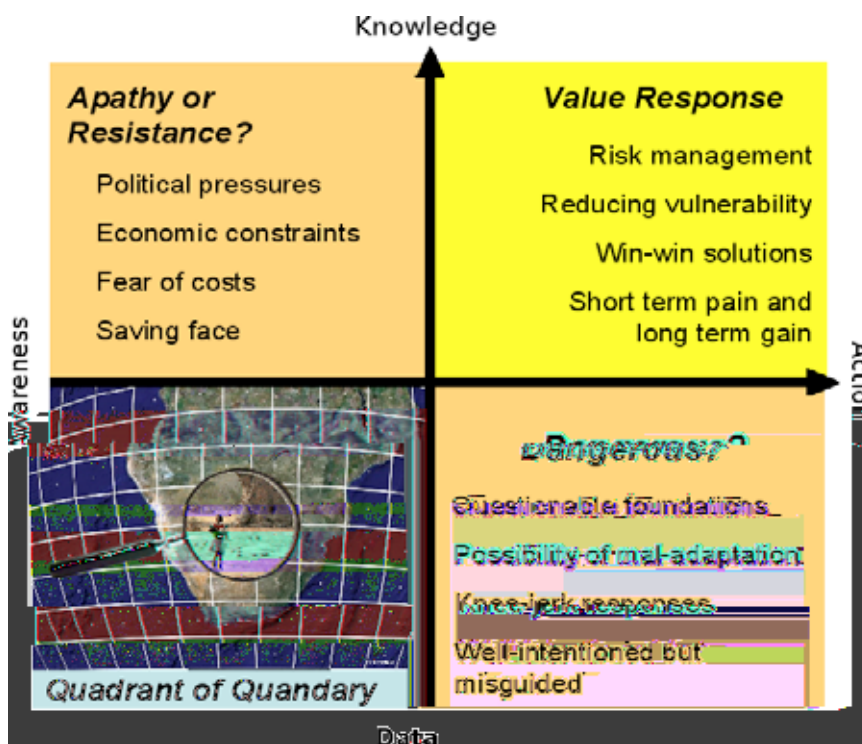 Knowledge
Apathy or
Resistance?
Political pressures
Economic constraints
Fear of costs
Saving face
Value Response
Risk management
Reducing vulnerability
Win-win solutions
Short term pain and
long term gain
wareness
Action
Dangerous?
Questionable foundations
Possibility of mal-adaptation
Knee-jerk responses
Well-intentioned but
misguided
Quadrant of Quandary
Data